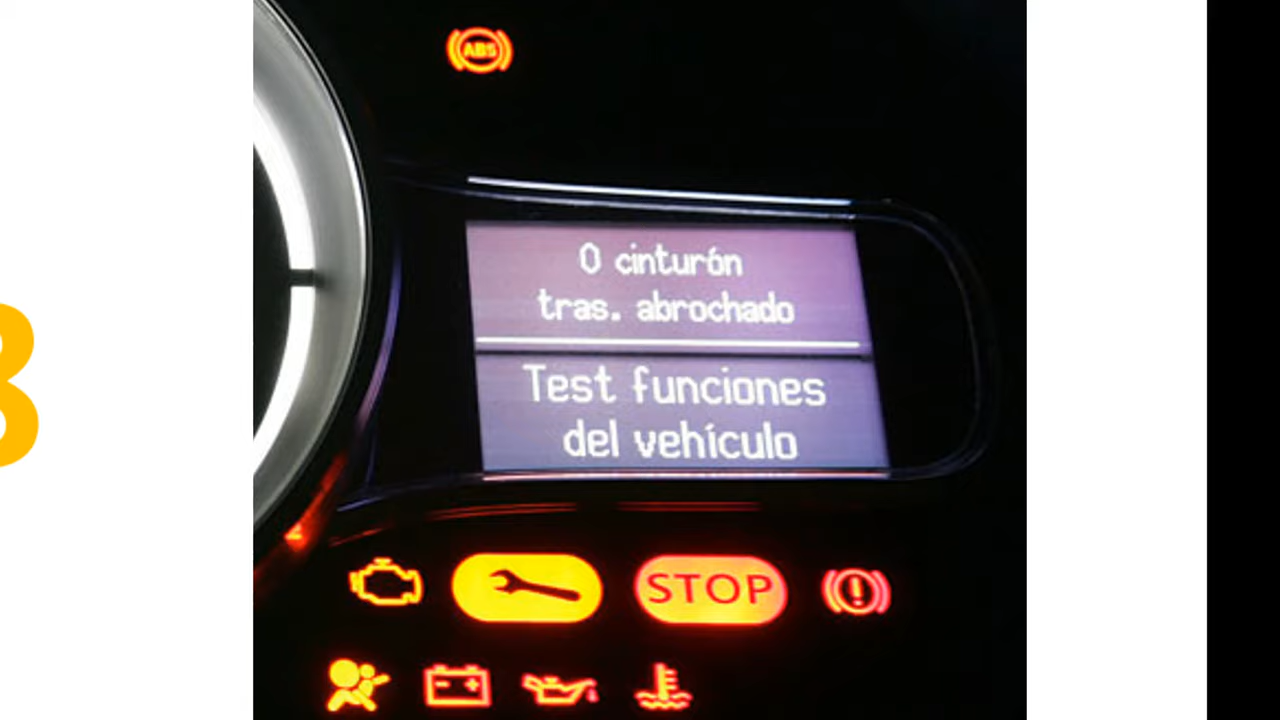 ABS
0 cinturón
tras. abrochado
Test funciones
del vehículo
STOP